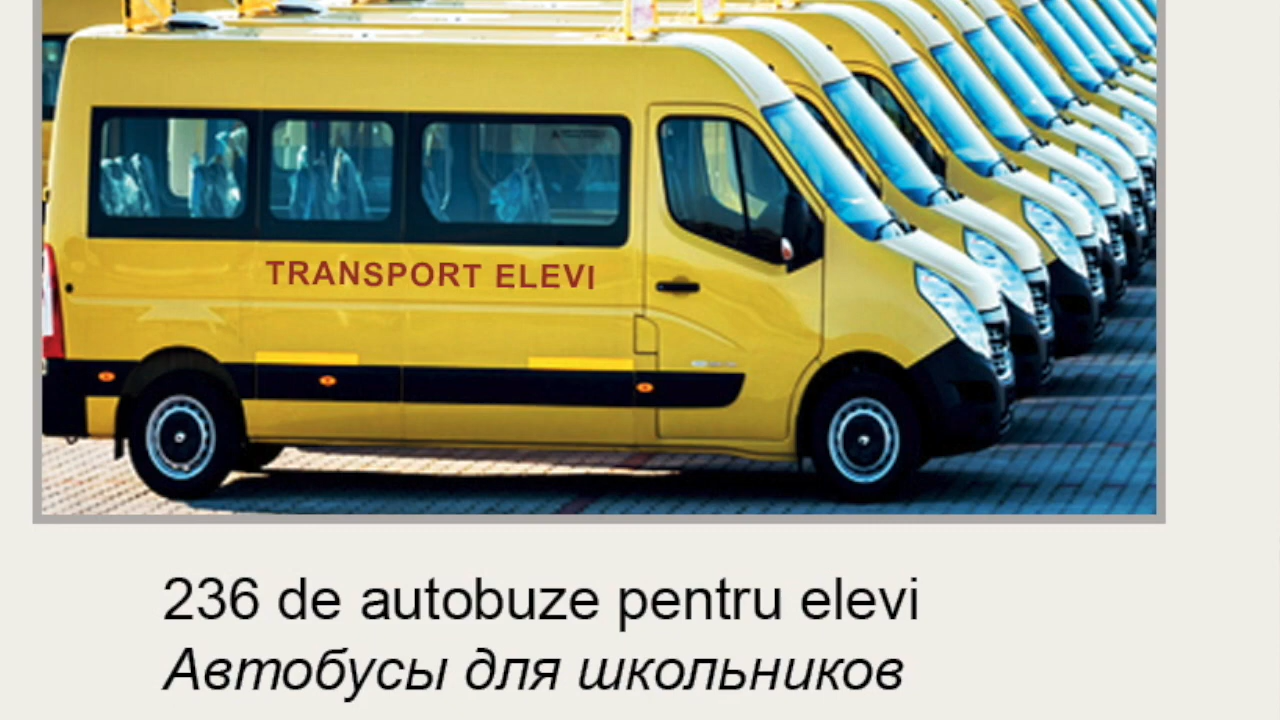 TRANSPORT ELEVI
236 de autobuze pentru elevi
Автобусы для школьников